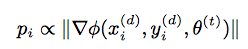 p_i ∝ ‖∇ϕ(x_i^{(d)}, y_i^{(d)}, θ^{(t)})‖